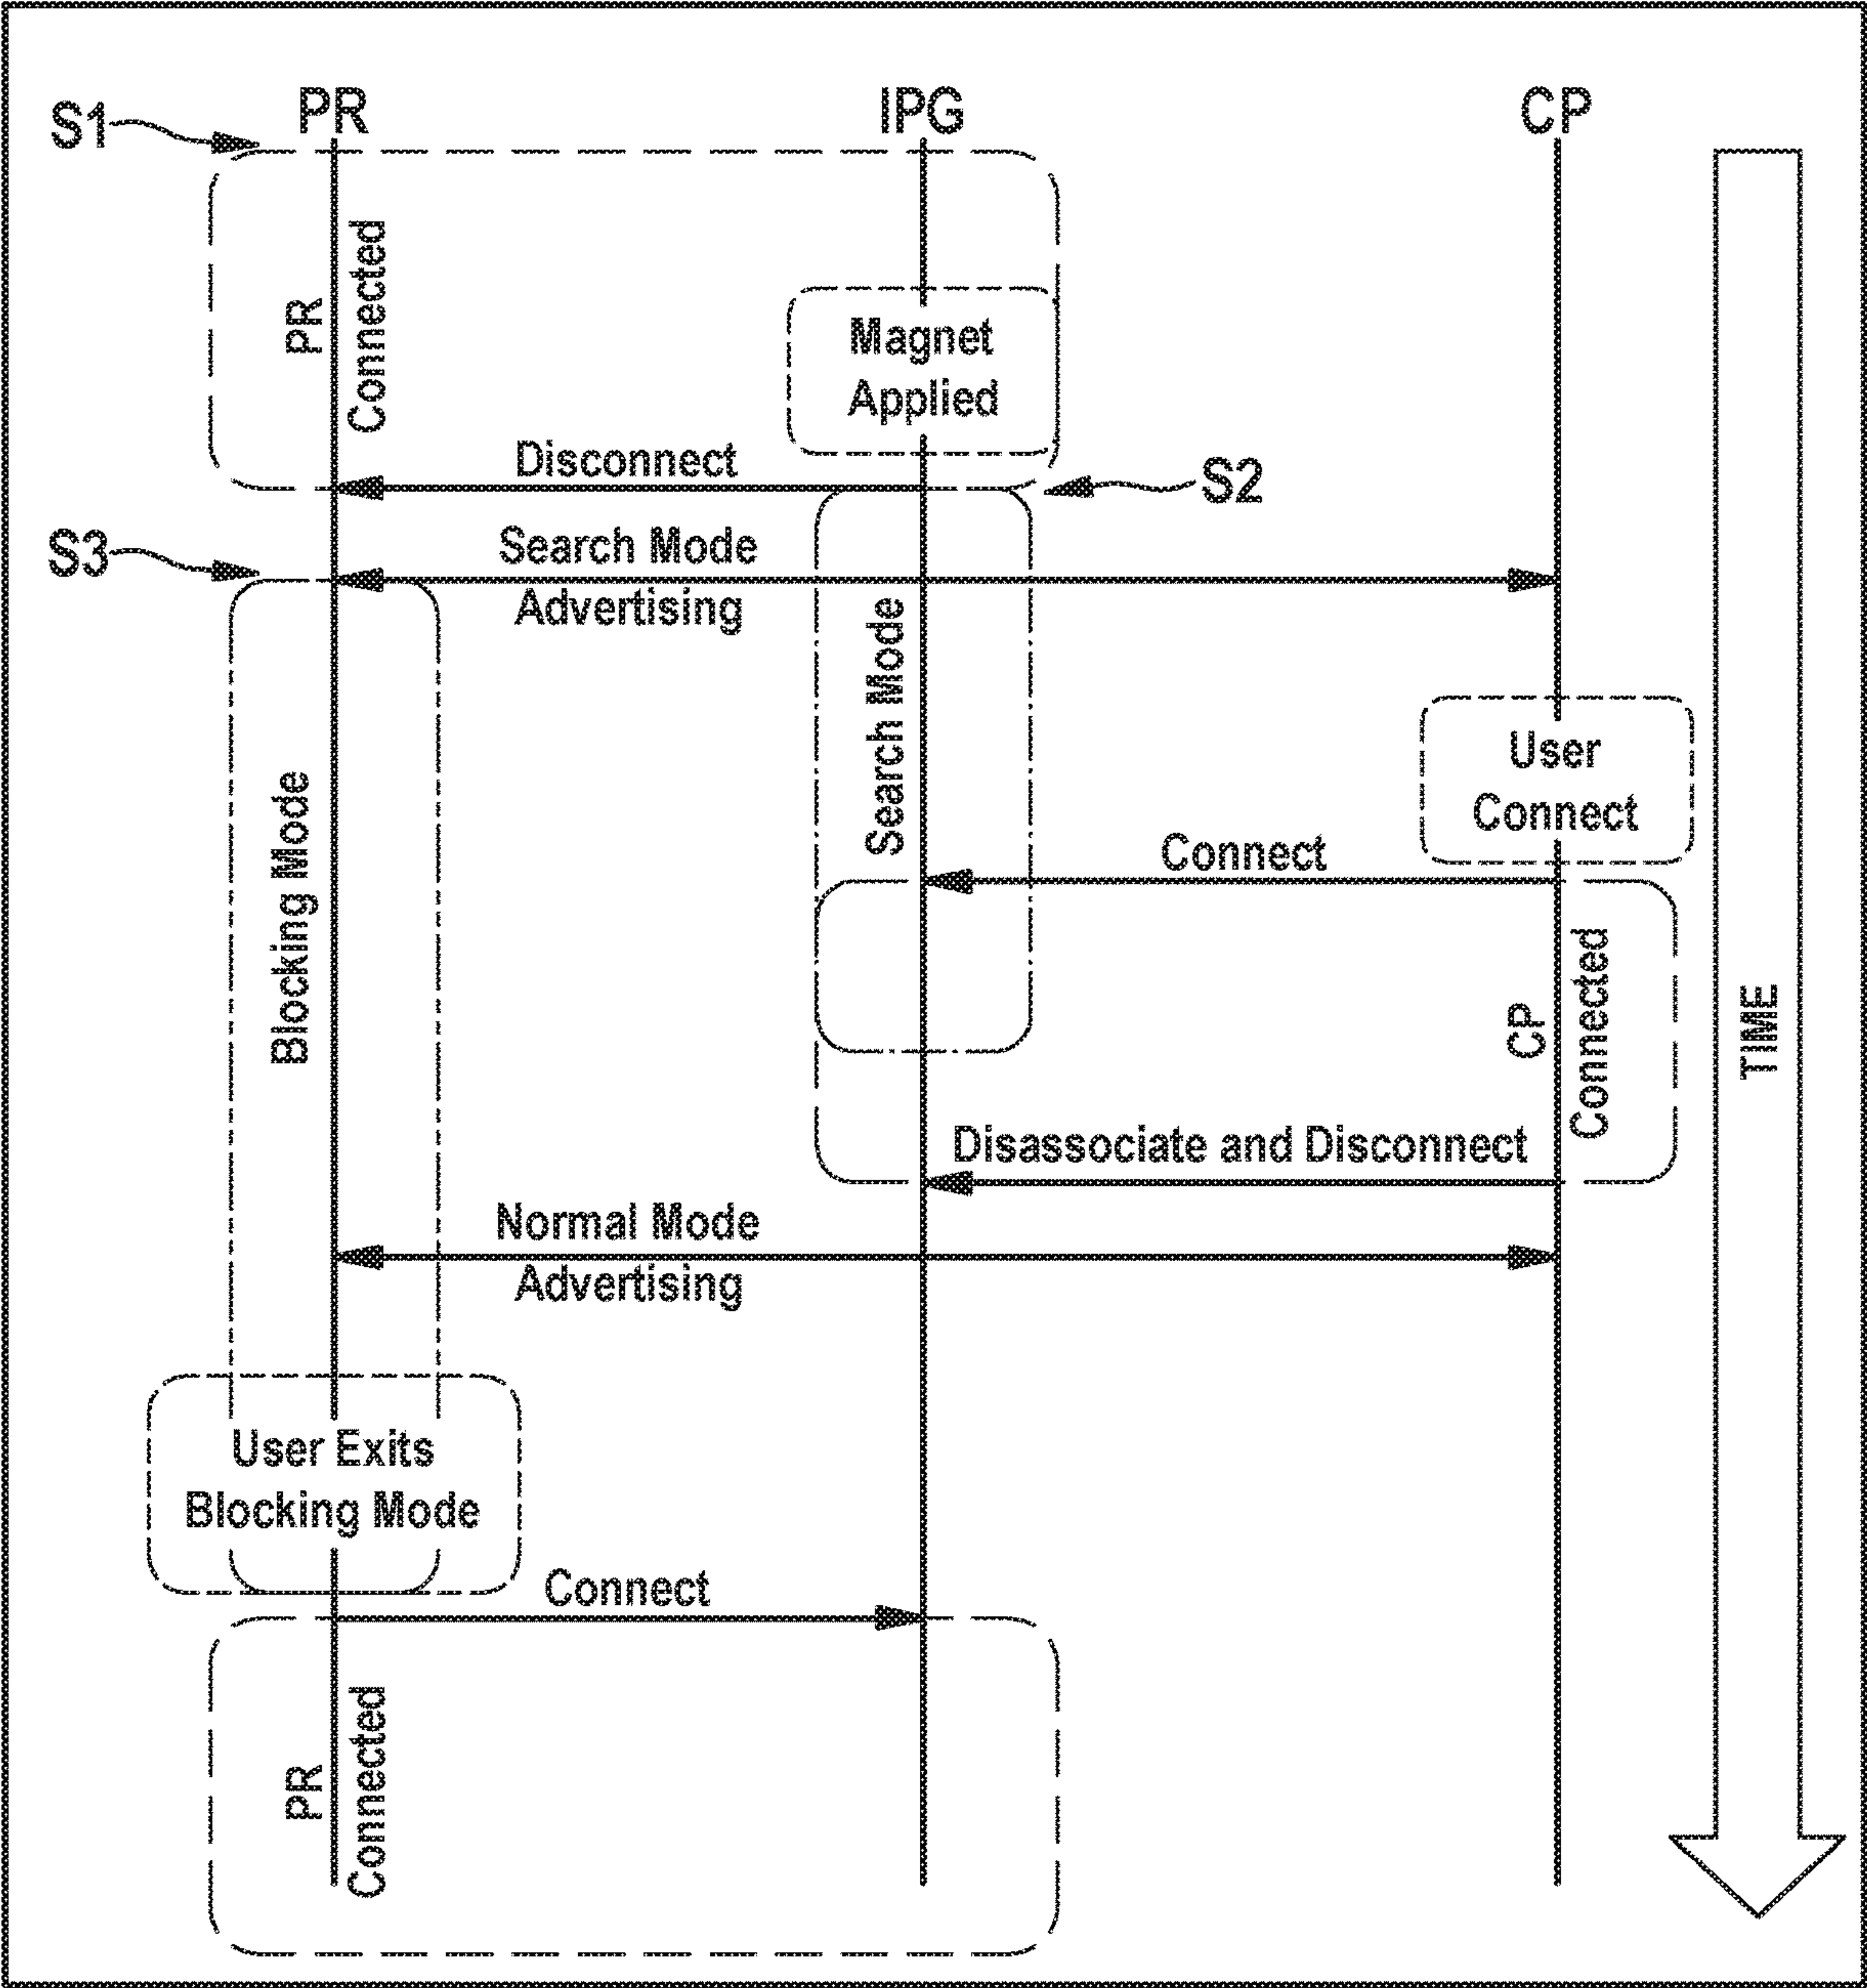 S1
PR
IPG
CP
PR
Connected
Magnet
Applied
Disconnect
S2
S3
Search Mode
Advertising
Search Mode
Blocking Mode
User
Connect
Connect
CP
Connected
TIME
Disassociate and Disconnect
Normal Mode
Advertising
User Exits
Blocking Mode
Connect
PR
Connected